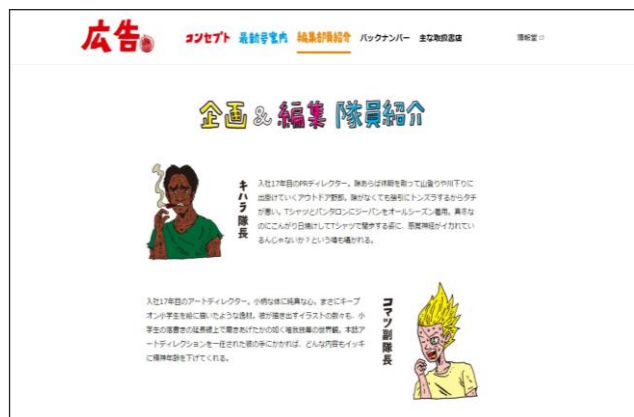 広告
コンセプト 最新号案内 編集部員紹介 バックナンバー 主な取扱書店 博報堂
企画&編集 隊員紹介
キハラ隊長
入社17年目のPRディレクター。隙あらば休暇を取って山登りや川下りに
出掛けていくアウトドア野郎。隙がなくても強引にトンズラするからタチ
が悪い。Tシャツとパンタロンにジーパンをオールシーズン着用。真冬な
のにこんがり日焼けしてTシャツで闊歩する姿に、感覚神経がイカれてい
るんじゃないか?という噂も囁かれる。
コマツ副隊長
入社17年目のアートディレクター。小柄な体に純真な心。まさにキープ
オン小学生を絵に描いたような逸材。彼が描き出すイラストの数々も、小
学生の落書きの延長線上で磨きあげたかの如く唯我独尊の世界観。本誌ア
ートディレクションを一任された彼の手にかかれば、どんな内容もイッキ
に精神年齢を下げてくれる。